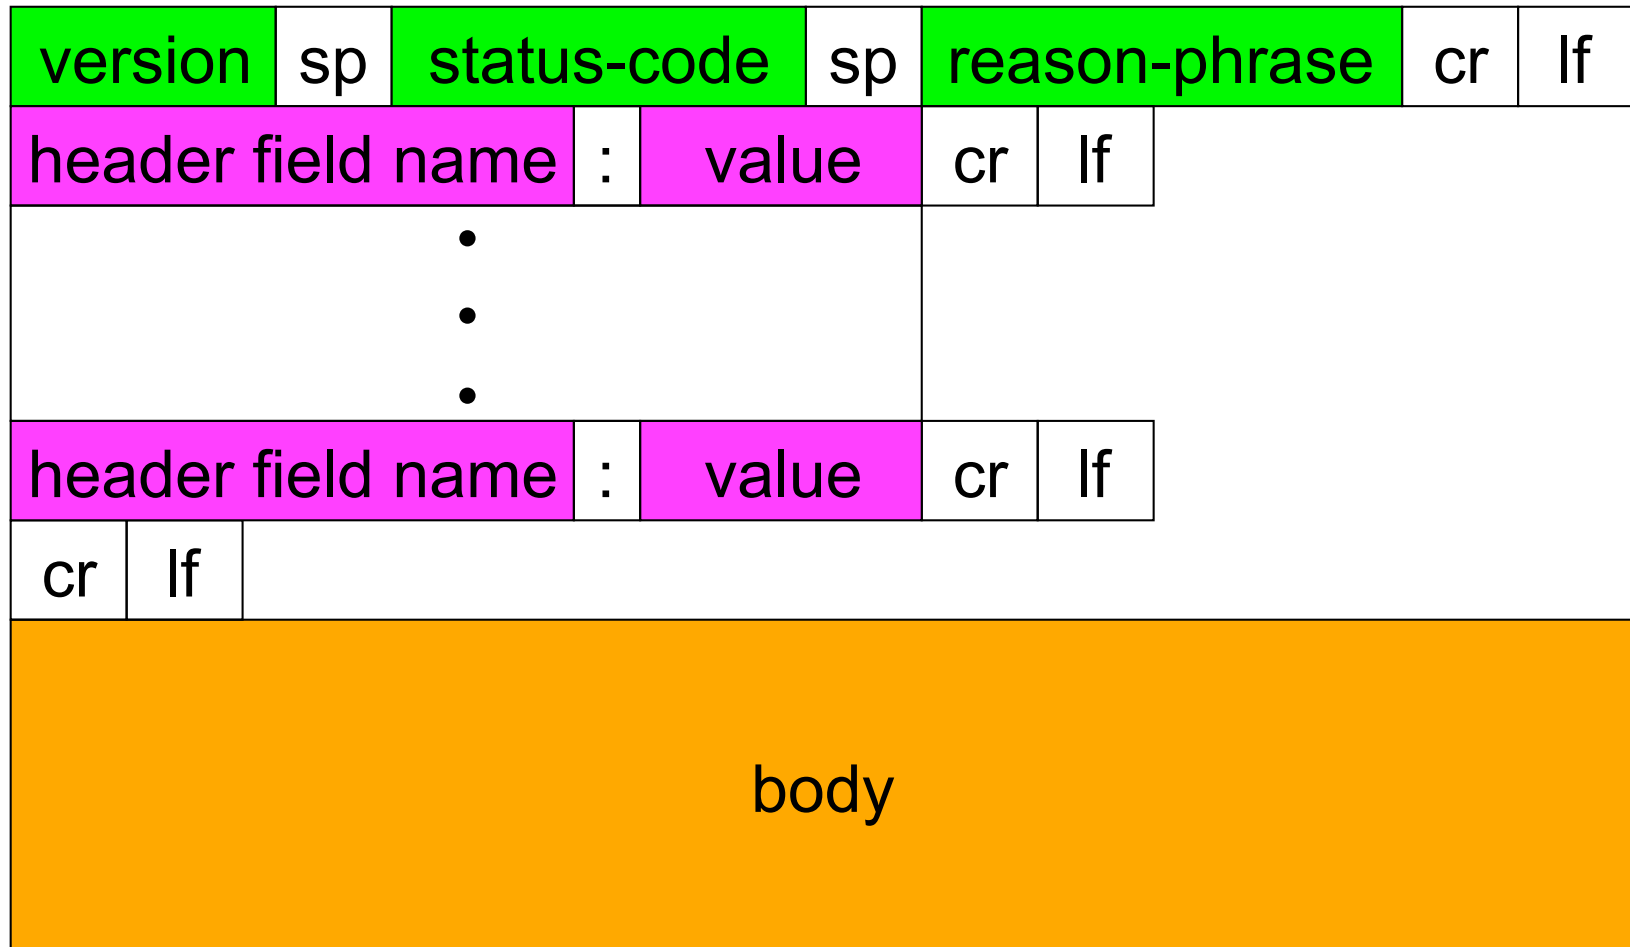 version sp status-code sp reason-phrase cr lf
header field name : value cr lf
•
•
•
header field name : value cr lf
cr lf
body